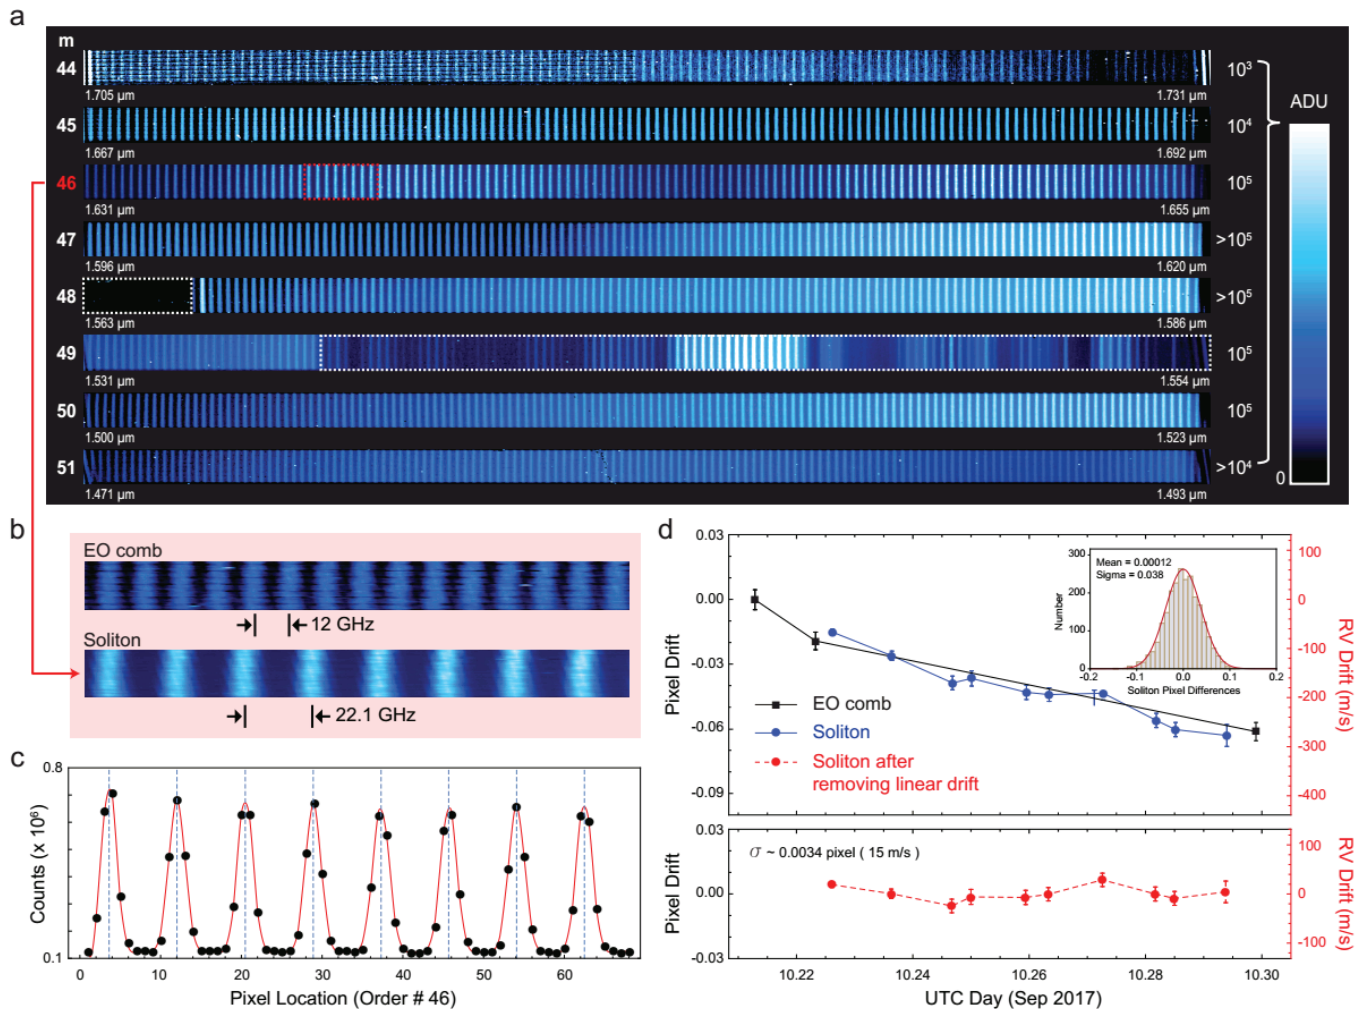 a
m
44
1.705 µm
1.731 µm
10³
ADU
45
1.667 µm
1.692 µm
10⁴
46
1.631 µm
1.655 µm
10⁵
47
1.596 µm
1.620 µm
>10⁵
48
1.563 µm
1.586 µm
>10⁵
49
1.531 µm
1.554 µm
10⁵
50
1.500 µm
1.523 µm
10⁵
51
1.471 µm
1.493 µm
>10⁴
0
b
EO comb
12 GHz
Soliton
22.1 GHz
c
0.8
0.1
Counts (x 10⁶)
0 10 20 30 40 50 60
Pixel Location (Order # 46)
d
0.03
0.00
-0.03
-0.06
-0.09
Pixel Drift
EO comb
Soliton
Soliton after
removing linear drift
Mean = 0.00012
Sigma = 0.038
300
200
100
0
Number
-0.2 -0.1 0.0 0.1 0.2
Soliton Pixel Differences
100
0
-100
-200
-300
-400
RV Drift (m/s)
0.03
0.00
-0.03
Pixel Drift
σ ~ 0.0034 pixel ( 15 m/s )
100
0
-100
RV Drift (m/s)
10.22 10.24 10.26 10.28 10.30
UTC Day (Sep 2017)